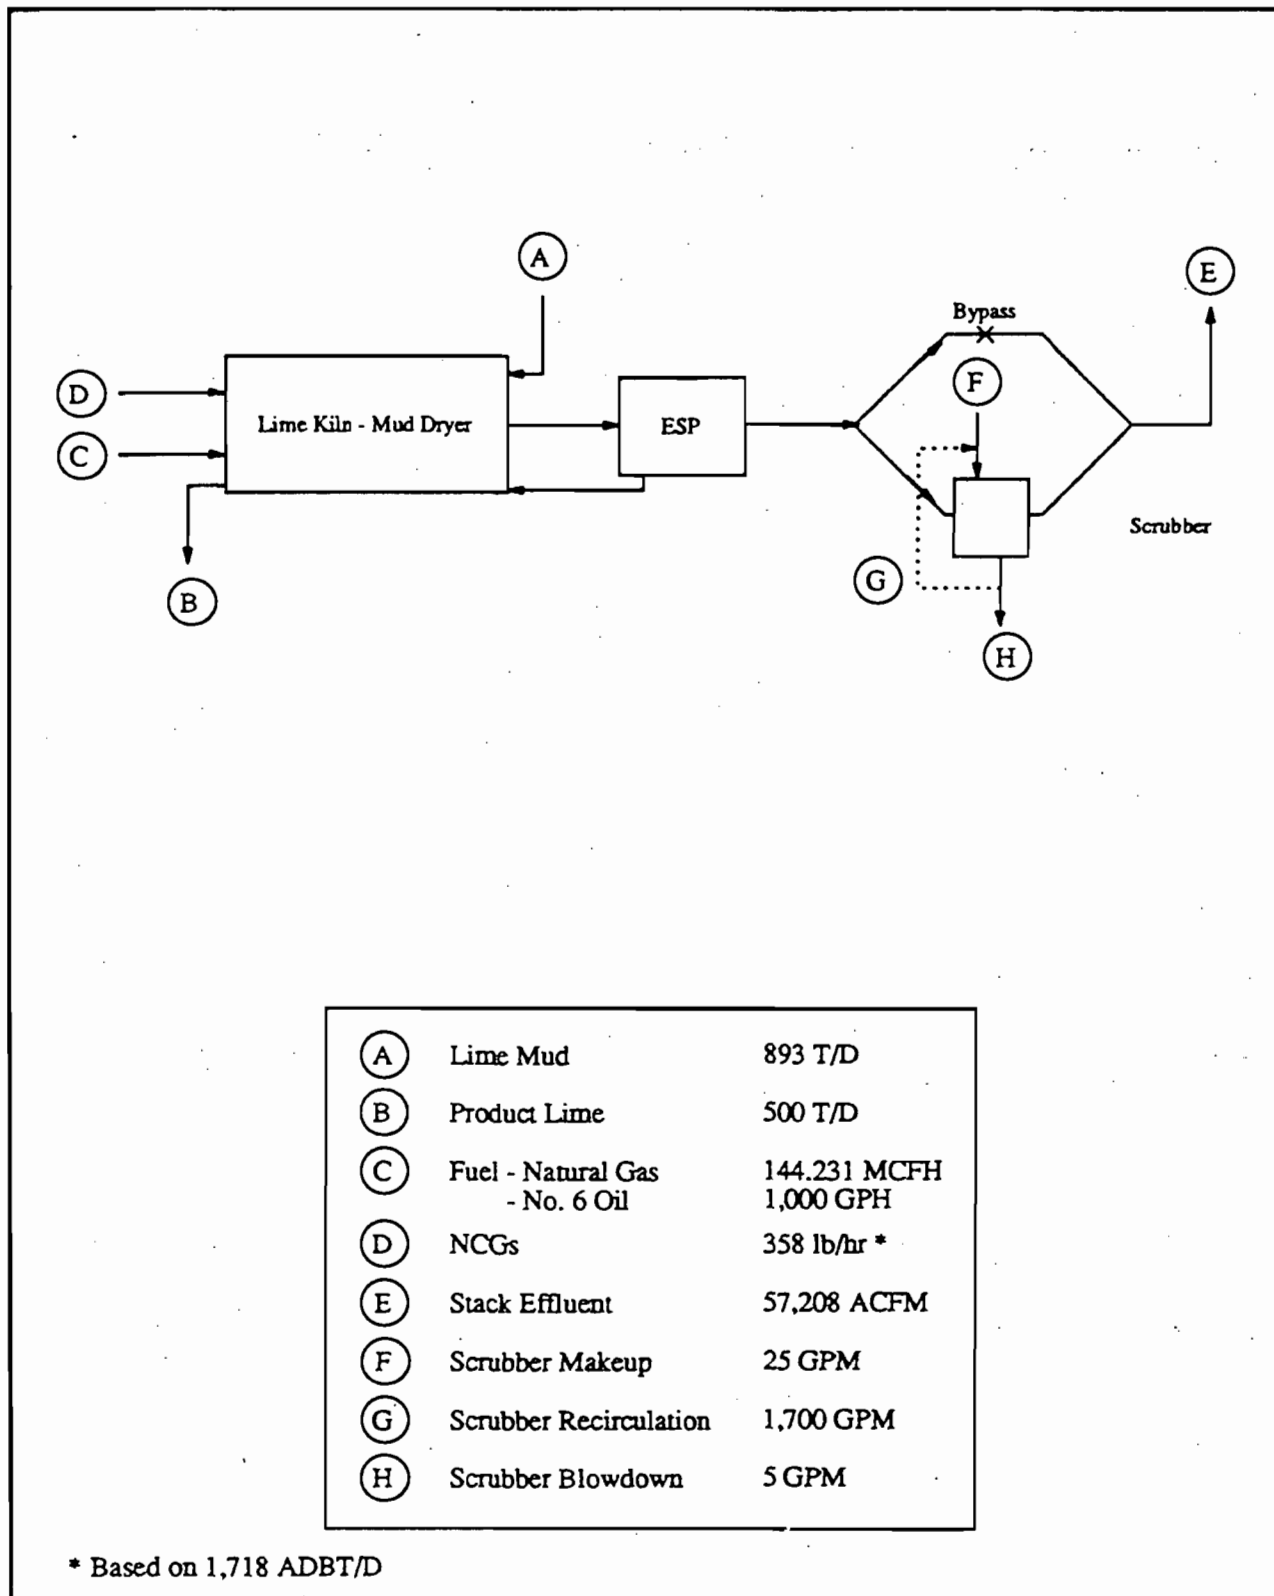 A
E
Bypass
F
D
Lime Kiln - Mud Dryer
ESP
C
Scrubber
G
B
H
A Lime Mud 893 T/D
B Product Lime 500 T/D
C Fuel - Natural Gas 144.231 MCFH
- No. 6 Oil 1,000 GPH
D NCGs 358 lb/hr *
E Stack Effluent 57,208 ACFM
F Scrubber Makeup 25 GPM
G Scrubber Recirculation 1,700 GPM
H Scrubber Blowdown 5 GPM
* Based on 1,718 ADBT/D